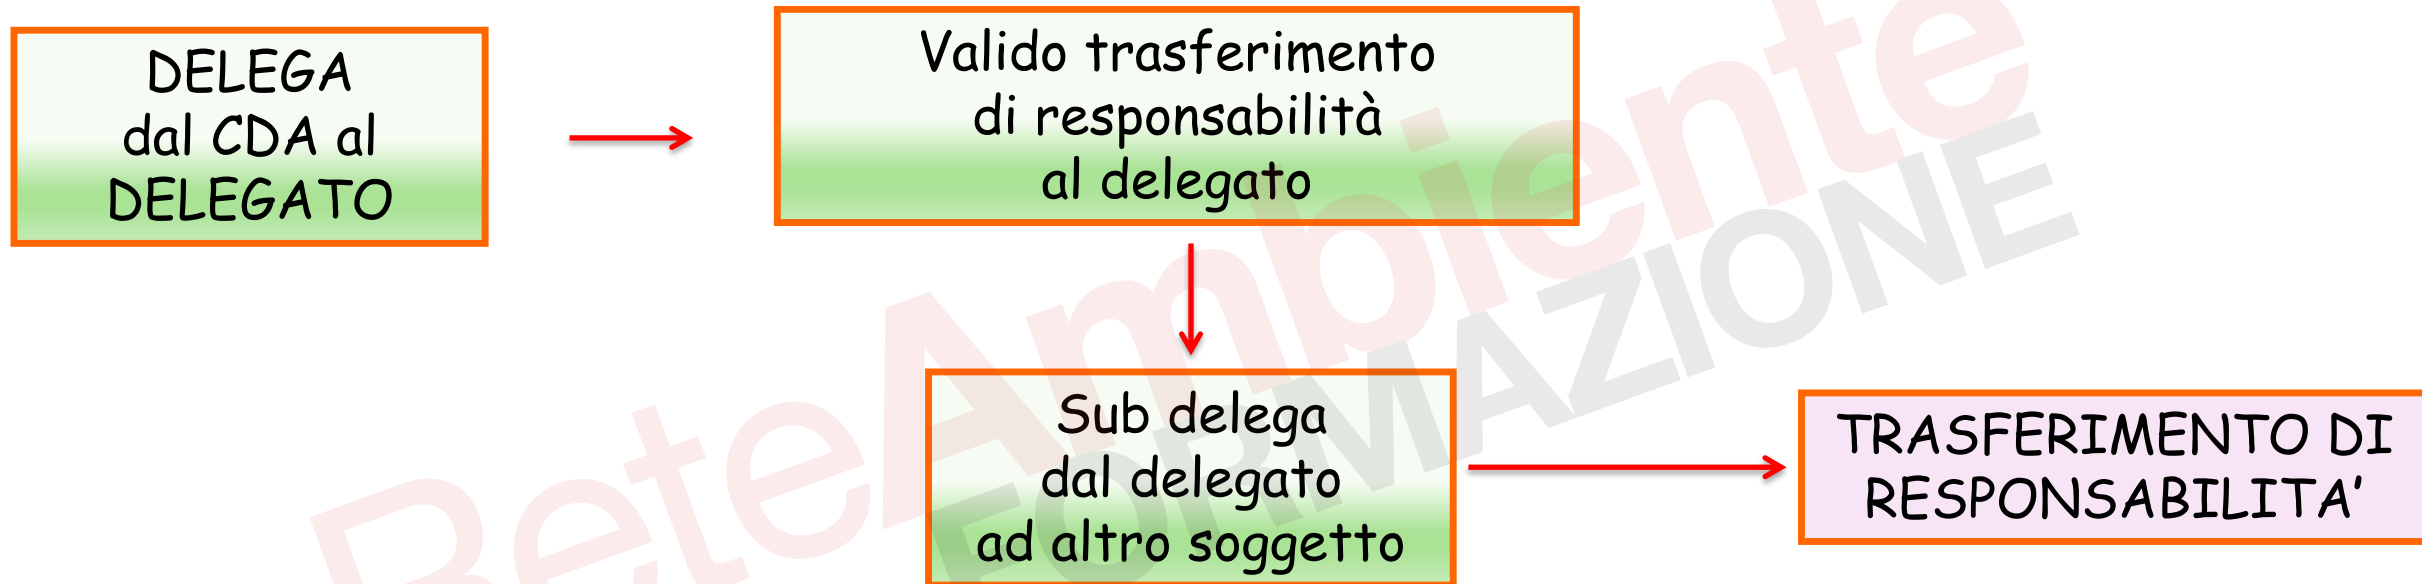 DELEGA
dal CDA al
DELEGATO
Valido trasferimento
di responsabilità
al delegato
Sub delega
dal delegato
ad altro soggetto
TRASFERIMENTO DI
RESPONSABILITA'
ReteAmbiente
FORMAZIONE